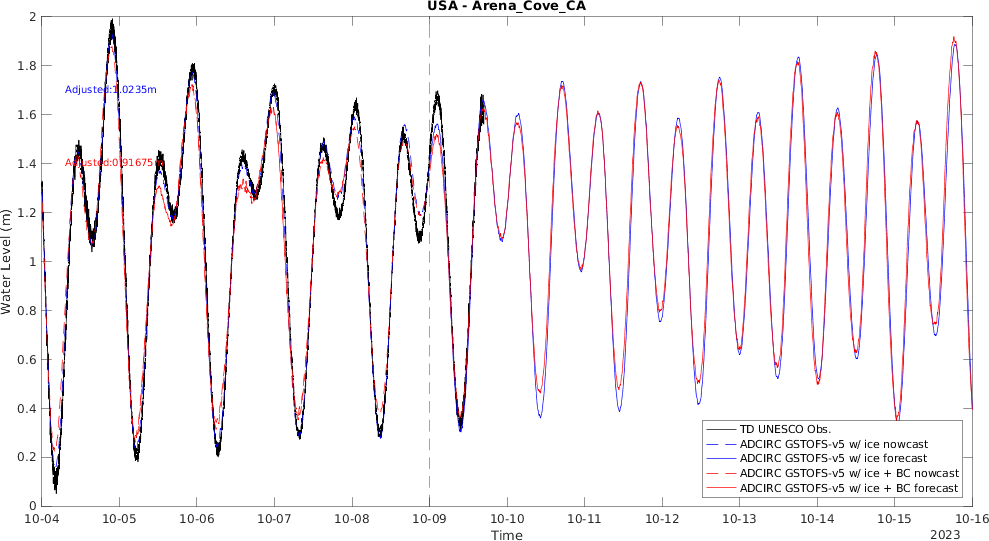 USA - Arena_Cove_CA
Water Level (m)
2
1.8
1.6
1.4
1.2
1
0.8
0.6
0.4
0.2
0
Adjusted:1.0235m
Adjusted:0.91675
TD UNESCO Obs.
ADCIRC GSTOFS-v5 w/ ice nowcast
ADCIRC GSTOFS-v5 w/ ice forecast
ADCIRC GSTOFS-v5 w/ ice + BC nowcast
ADCIRC GSTOFS-v5 w/ ice + BC forecast
10-04 10-05 10-06 10-07 10-08 10-09 10-10 10-11 10-12 10-13 10-14 10-15 10-16
Time
2023